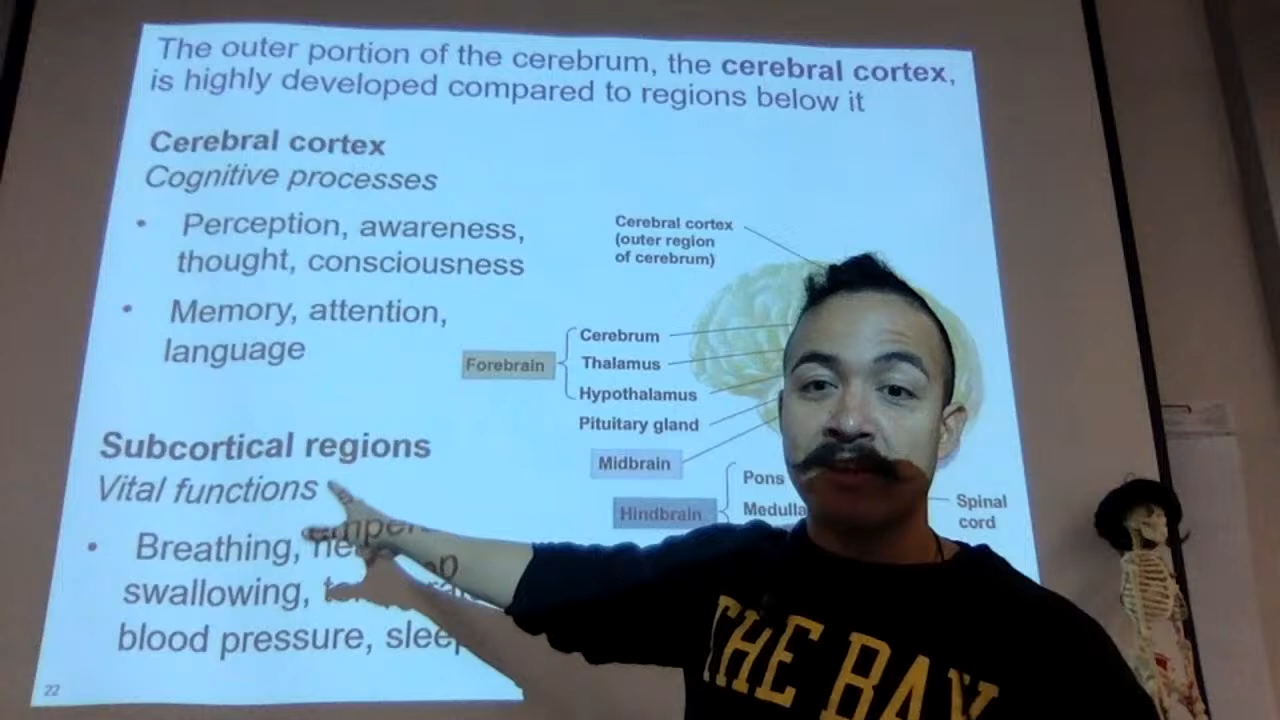 The outer portion of the cerebrum, the cerebral cortex,
is highly developed compared to regions below it
Cerebral cortex
Cognitive processes
• Perception, awareness,
thought, consciousness
• Memory, attention,
language
Subcortical regions
Vital functions
• Breathing,
swallowing,
blood pressure,
22
Cerebral cortex
(outer region
of cerebrum)
Forebrain
Cerebrum
Thalamus
Hypothalamus
Pituitary gland
Midbrain
Hindbrain
Pons
Medulla
Spinal
cord
THE BAY